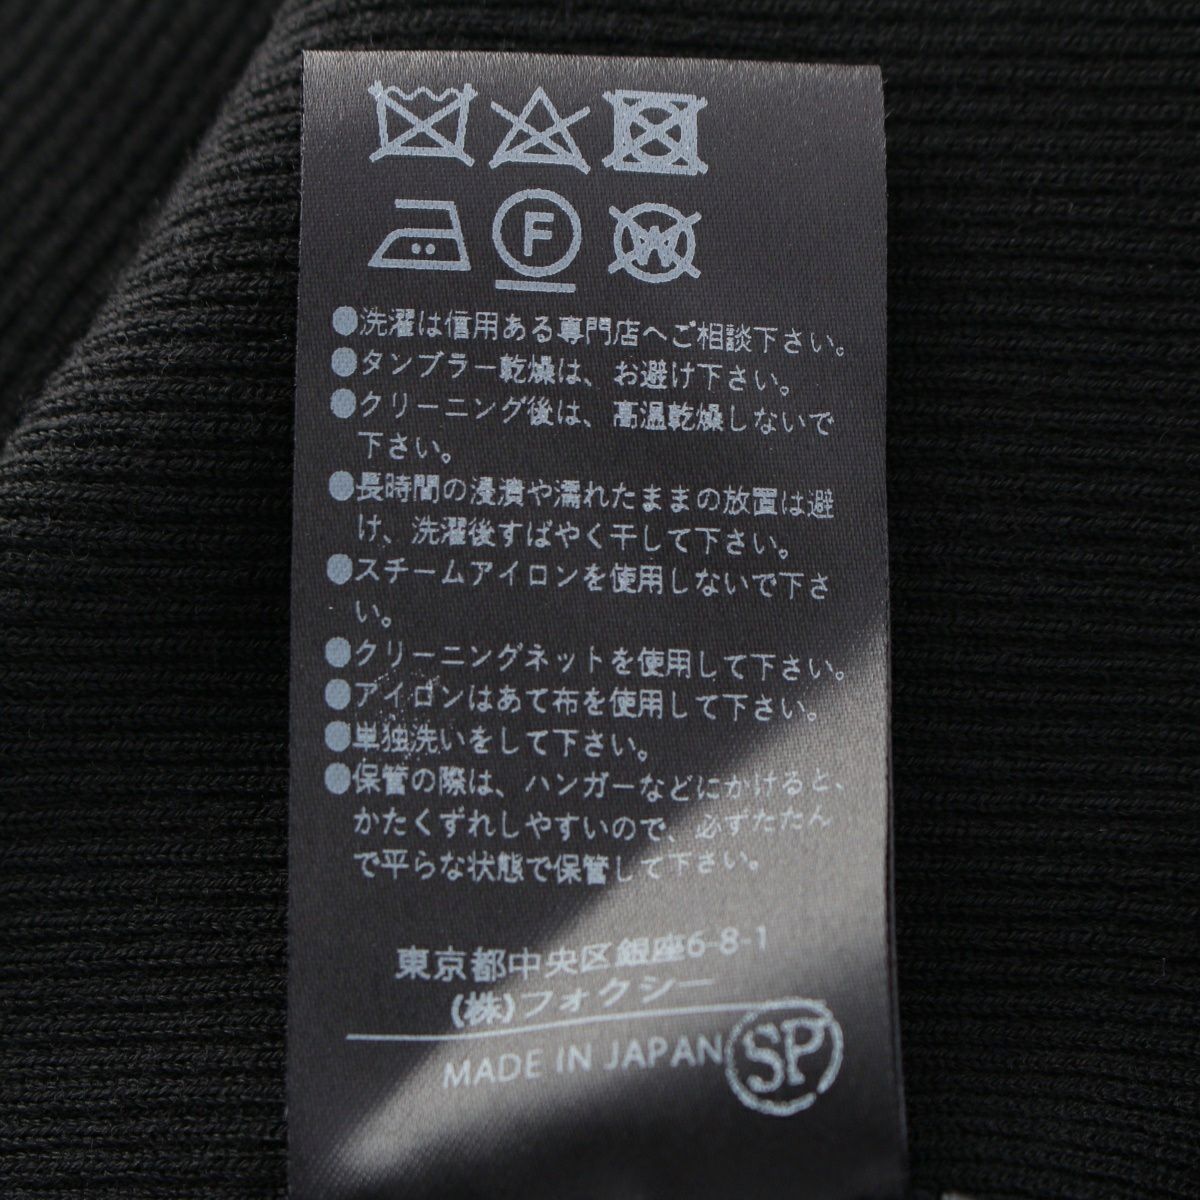 F W
●洗濯は信用ある専門店へご相談下さい。
●タンブラー乾燥は、お避け下さい。
●クリーニング後は、高温乾燥しないで
下さい。
●長時間の浸漬や濡れたままの放置は避
け、洗濯後すばやく干して下さい。
●スチームアイロンを使用しないで下さ
い。
●クリーニングネットを使用して下さい。
●アイロンはあて布を使用して下さい。
●単独洗いをして下さい。
●保管の際は、ハンガーなどにかけると、
かたくずれしやすいので、必ずたたん
で平らな状態で保管して下さい。
東京都中央区銀座6-8-1
(株)フォクシー
MADE IN JAPAN SP